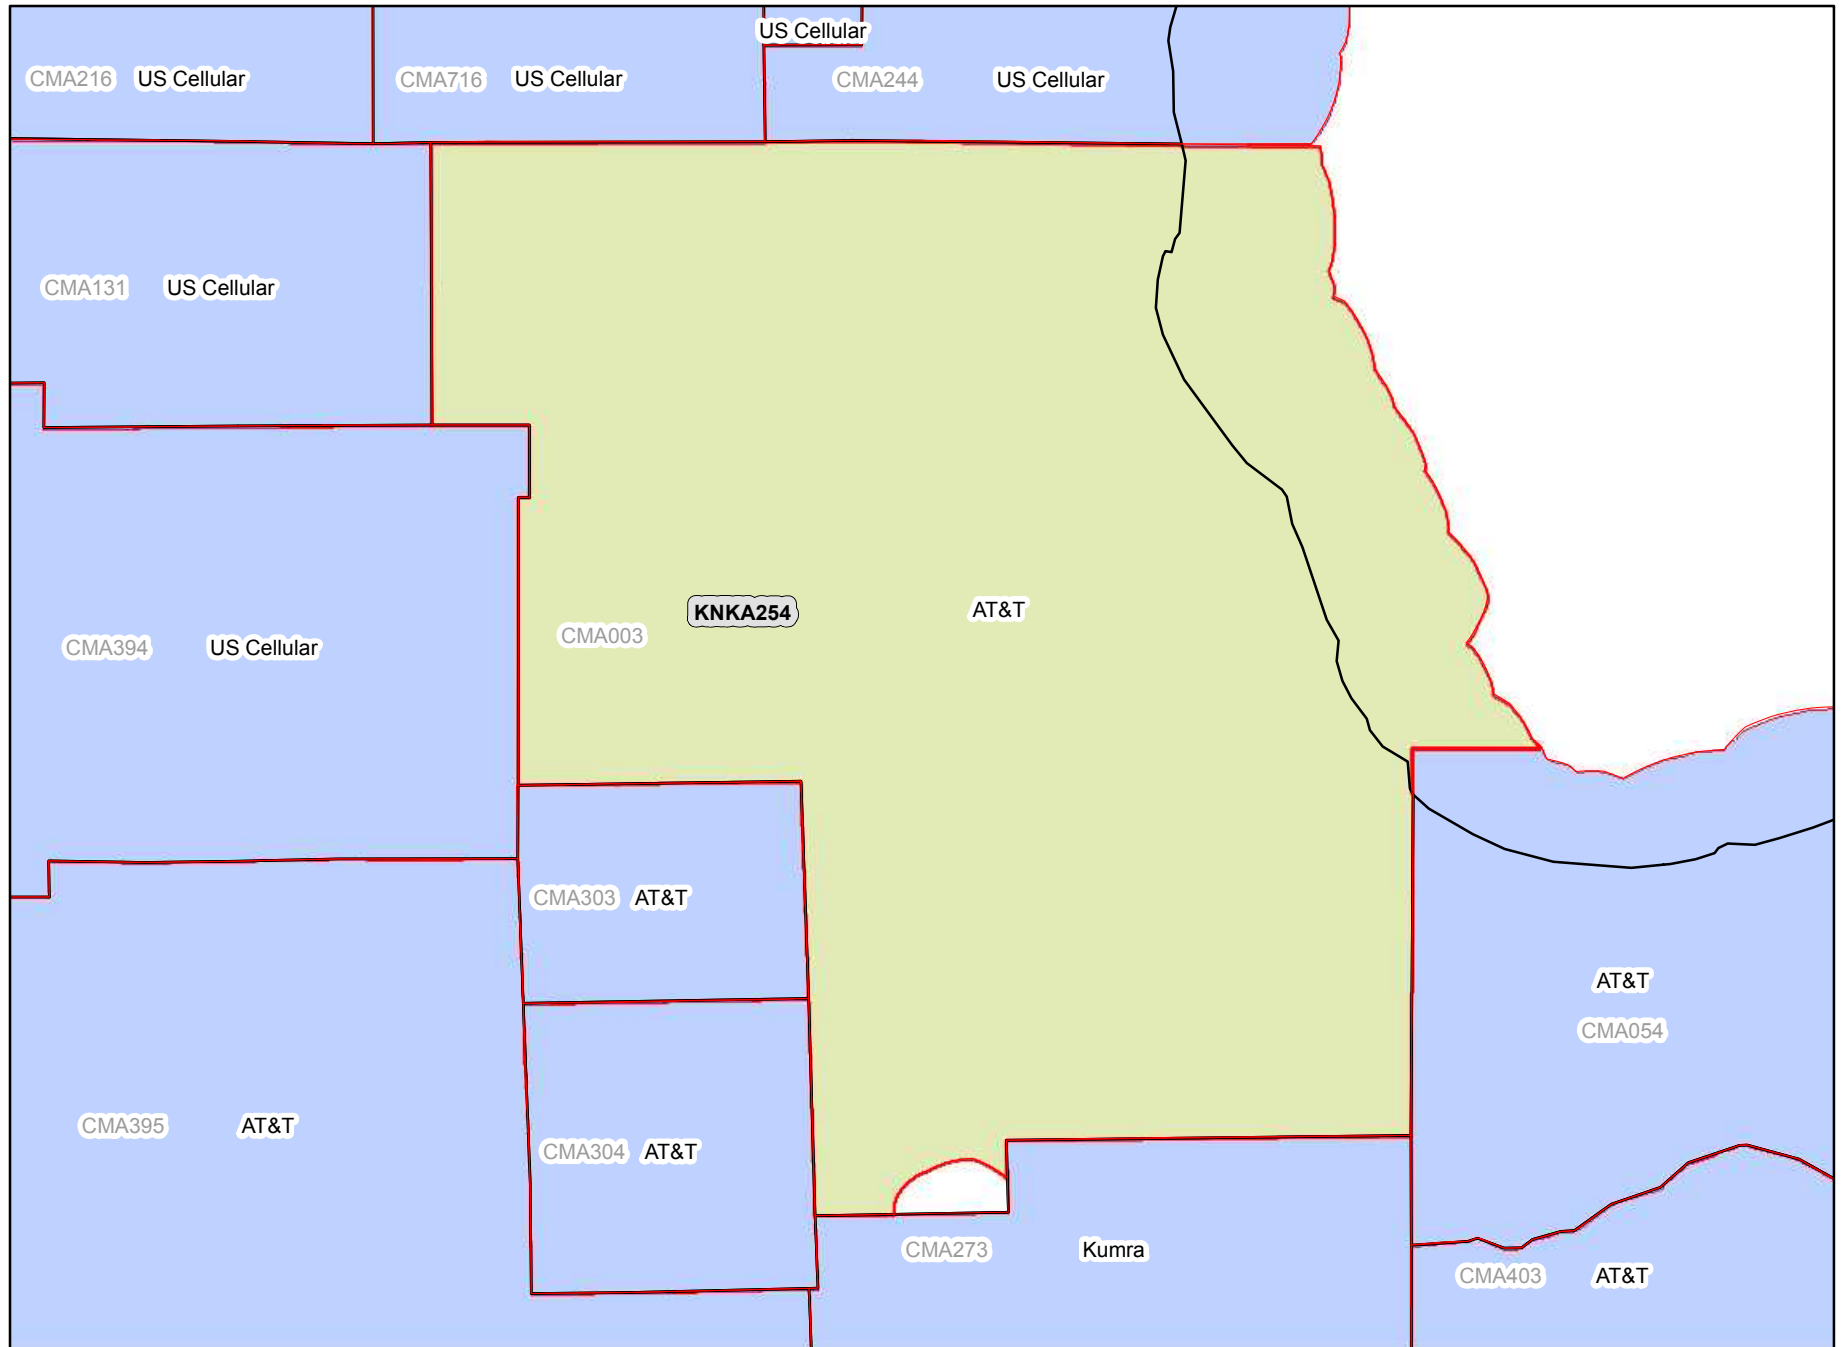 US Cellular
CMA216 US Cellular
CMA716 US Cellular
CMA244 US Cellular
CMA131 US Cellular
KNKA254 AT&T
CMA003
CMA394 US Cellular
CMA303 AT&T
AT&T
CMA054
CMA395 AT&T
CMA304 AT&T
CMA273 Kumra
CMA403 AT&T